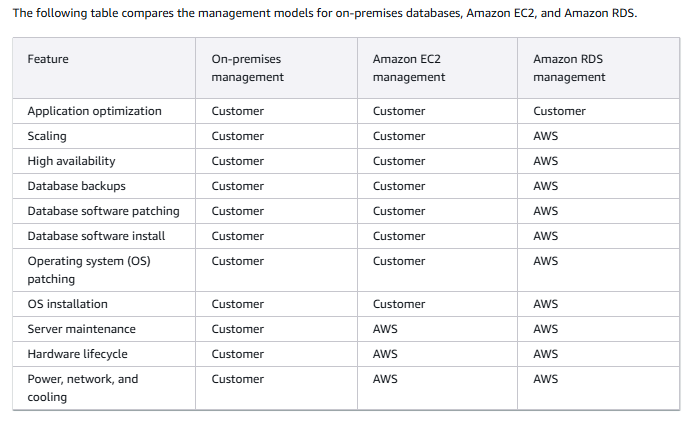 The following table compares the management models for on-premises databases, Amazon EC2, and Amazon RDS.
Feature On-premises management Amazon EC2 management Amazon RDS management
Application optimization Customer Customer Customer
Scaling Customer Customer AWS
High availability Customer Customer AWS
Database backups Customer Customer AWS
Database software patching Customer Customer AWS
Database software install Customer Customer AWS
Operating system (OS) patching Customer Customer AWS
OS installation Customer Customer AWS
Server maintenance Customer AWS AWS
Hardware lifecycle Customer AWS AWS
Power, network, and cooling Customer AWS AWS